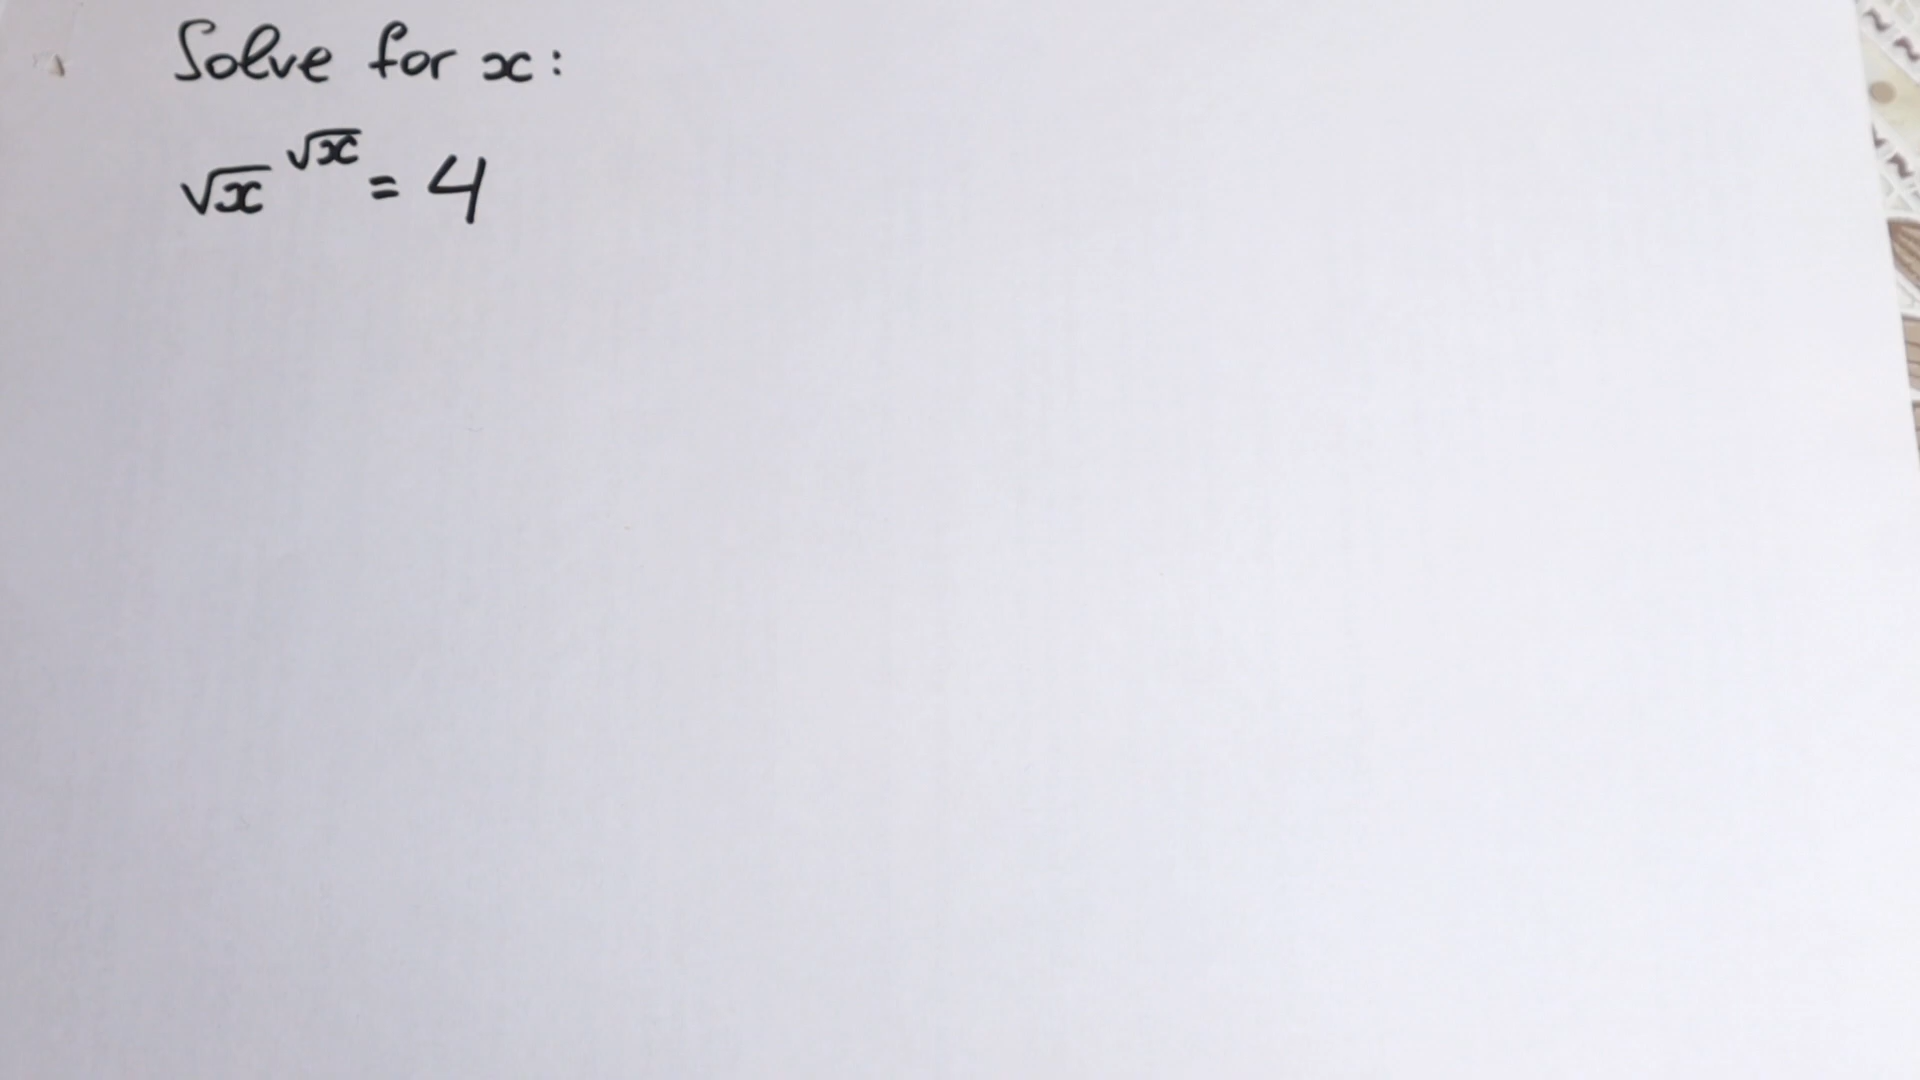 Solve for x:
√x^√x = 4